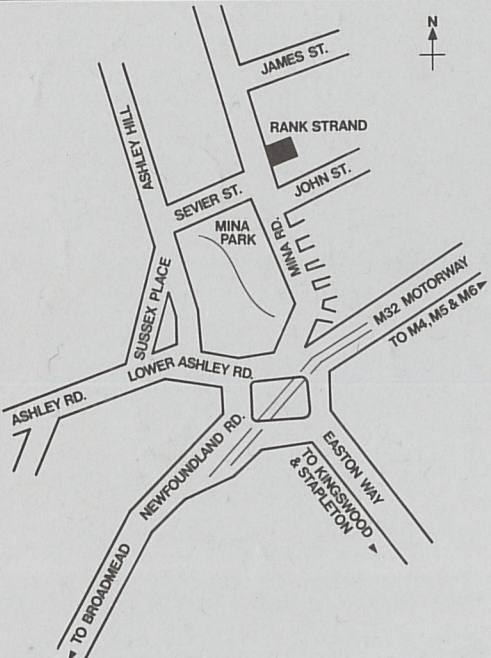 N
JAMES ST.
ASHLEY HILL
RANK STRAND
JOHN ST.
SEVIER ST.
MINA
PARK
MINA RD.
SUSSEX PLACE
M32 MOTORWAY
TO M4, M5 & M6
LOWER ASHLEY RD.
ASHLEY RD.
NEWFOUNDLAND RD.
EASTON WAY
TO KINGSWOOD
& STAPLETON
TO BROADMEAD